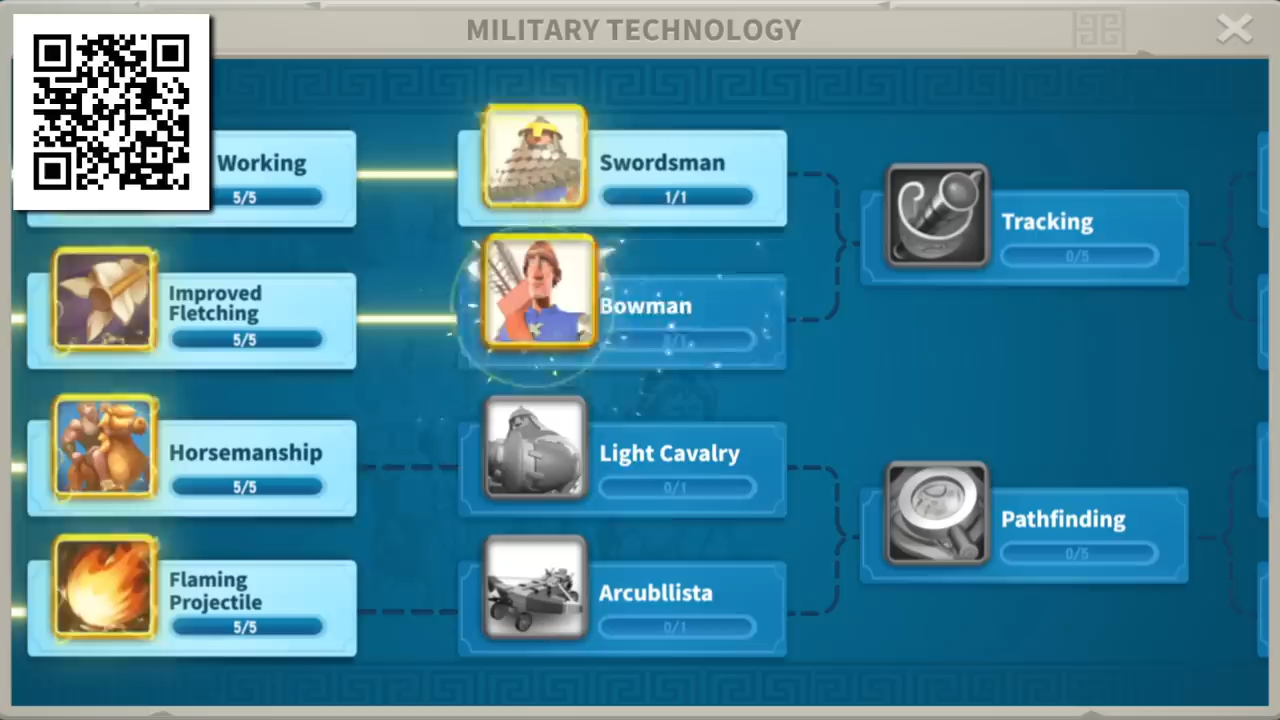 MILITARY TECHNOLOGY
Working
5/5
Swordsman
1/1
Tracking
0/5
Improved
Fletching
5/5
Bowman
Horsemanship
5/5
Light Cavalry
0/1
Pathfinding
0/5
Flaming
Projectile
5/5
Arcubllista
0/1